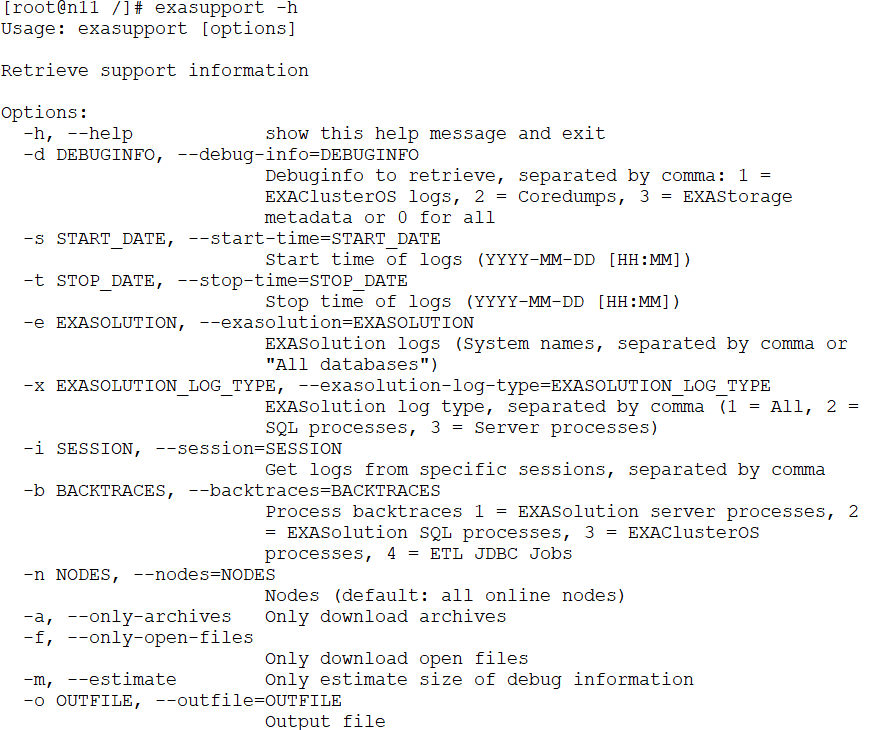 [root@n11 /]# exasupport -h
Usage: exasupport [options]

Retrieve support information

Options:
  -h, --help            show this help message and exit
  -d DEBUGINFO, --debug-info=DEBUGINFO
                        Debuginfo to retrieve, separated by comma: 1 =
                        EXAClusterOS logs, 2 = Coredumps, 3 = EXAStorage
                        metadata or 0 for all
  -s START_DATE, --start-time=START_DATE
                        Start time of logs (YYYY-MM-DD [HH:MM])
  -t STOP_DATE, --stop-time=STOP_DATE
                        Stop time of logs (YYYY-MM-DD [HH:MM])
  -e EXASOLUTION, --exasolution=EXASOLUTION
                        EXASolution logs (System names, separated by comma or
                        "All databases")
  -x EXASOLUTION_LOG_TYPE, --exasolution-log-type=EXASOLUTION_LOG_TYPE
                        EXASolution log type, separated by comma (1 = All, 2 =
                        SQL processes, 3 = Server processes)
  -i SESSION, --session=SESSION
                        Get logs from specific sessions, separated by comma
  -b BACKTRACES, --backtraces=BACKTRACES
                        Process backtraces 1 = EXASolution server processes, 2
                        = EXASolution SQL processes, 3 = EXAClusterOS
                        processes, 4 = ETL JDBC Jobs
  -n NODES, --nodes=NODES
                        Nodes (default: all online nodes)
  -a, --only-archives   Only download archives
  -f, --only-open-files
                        Only download open files
  -m, --estimate        Only estimate size of debug information
  -o OUTFILE, --outfile=OUTFILE
                        Output file